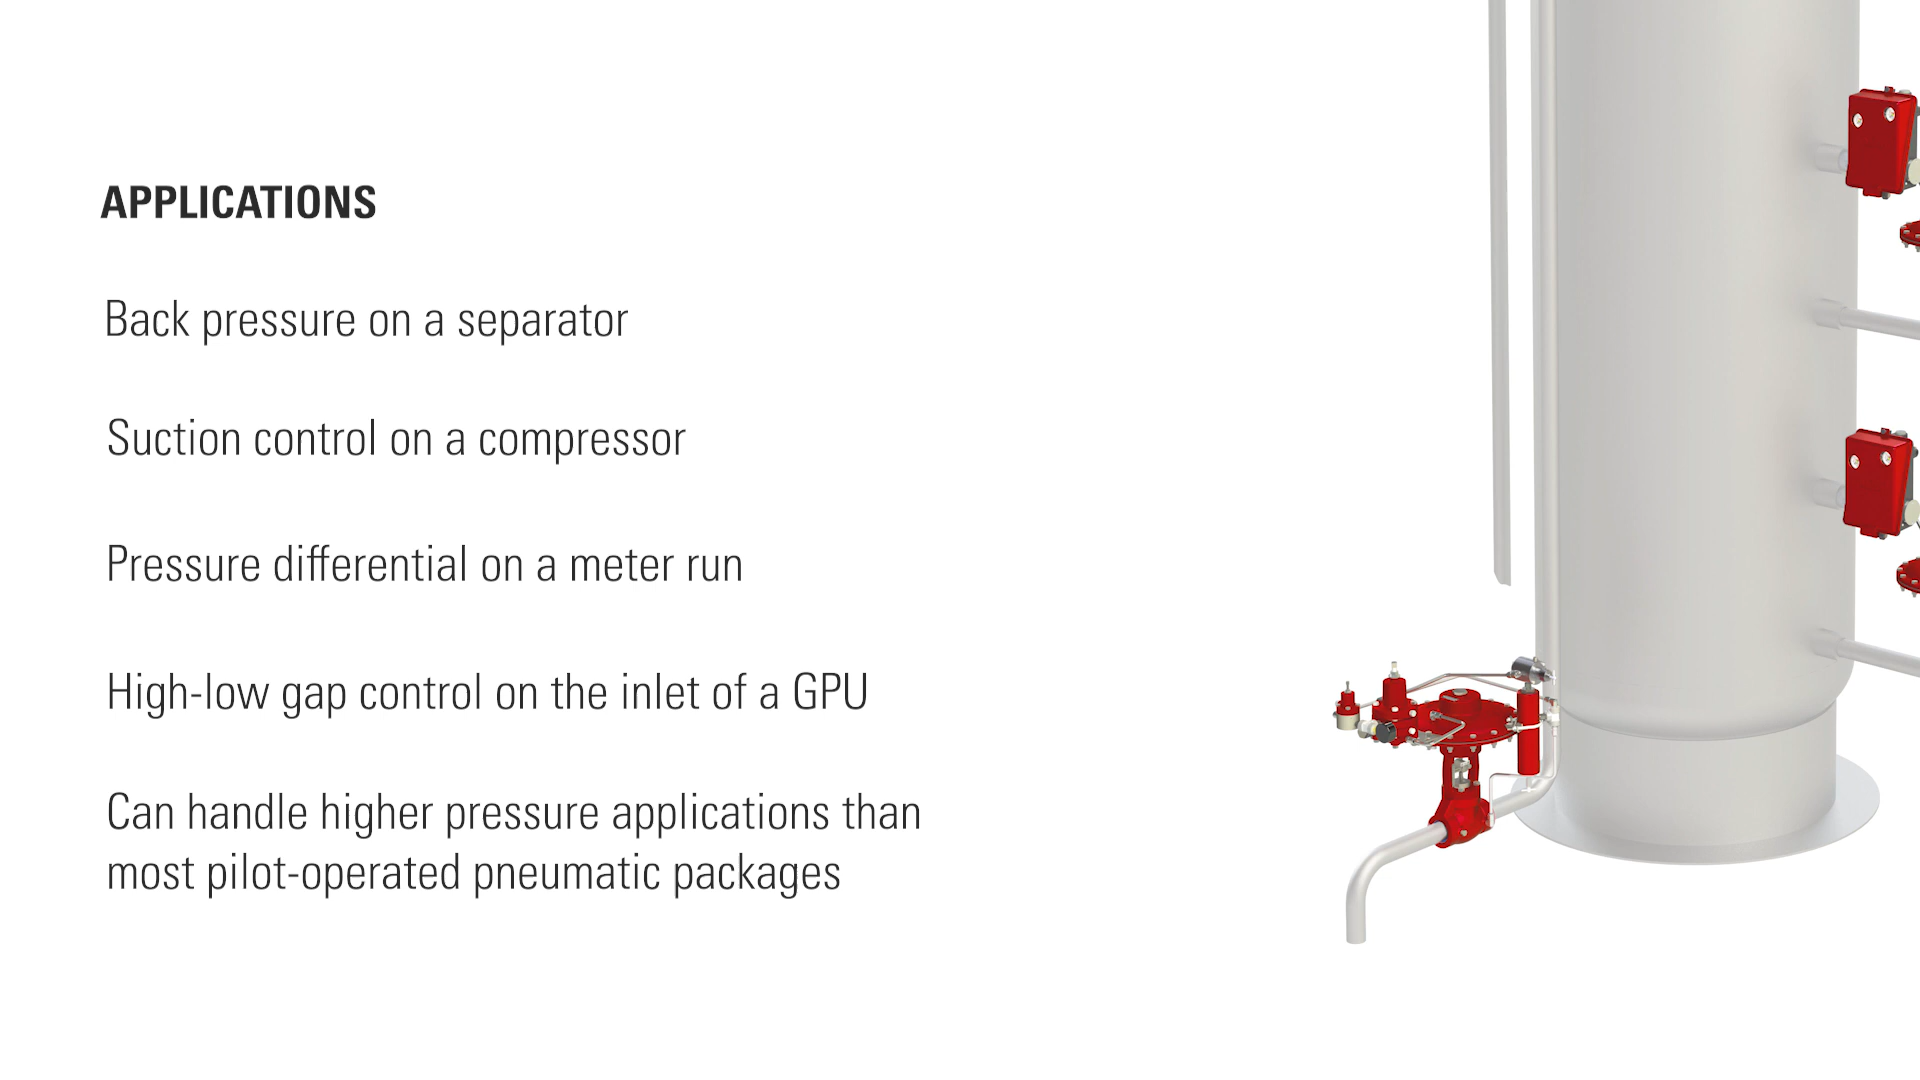 APPLICATIONS
Back pressure on a separator
Suction control on a compressor
Pressure differential on a meter run
High-low gap control on the inlet of a GPU
Can handle higher pressure applications than
most pilot-operated pneumatic packages